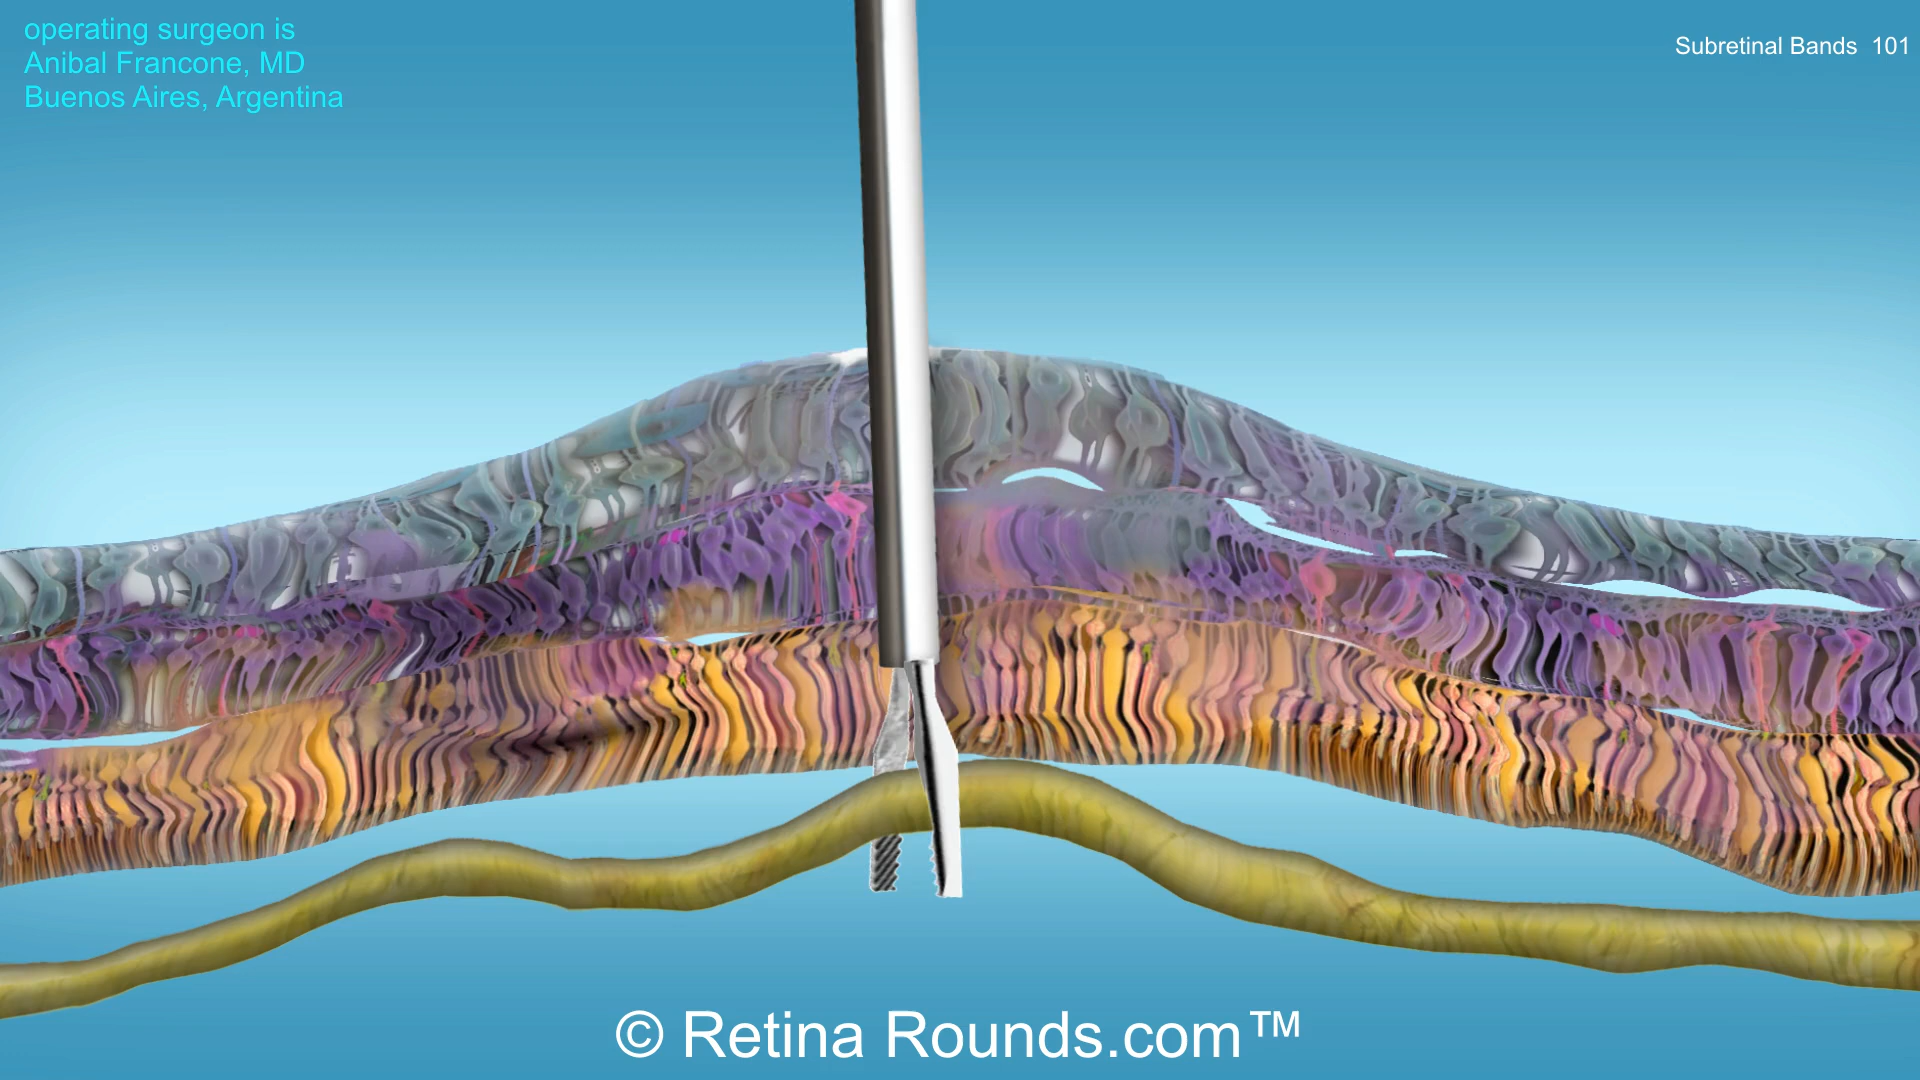 operating surgeon is
Anibal Francone, MD
Buenos Aires, Argentina
Subretinal Bands  101
© Retina Rounds.com™